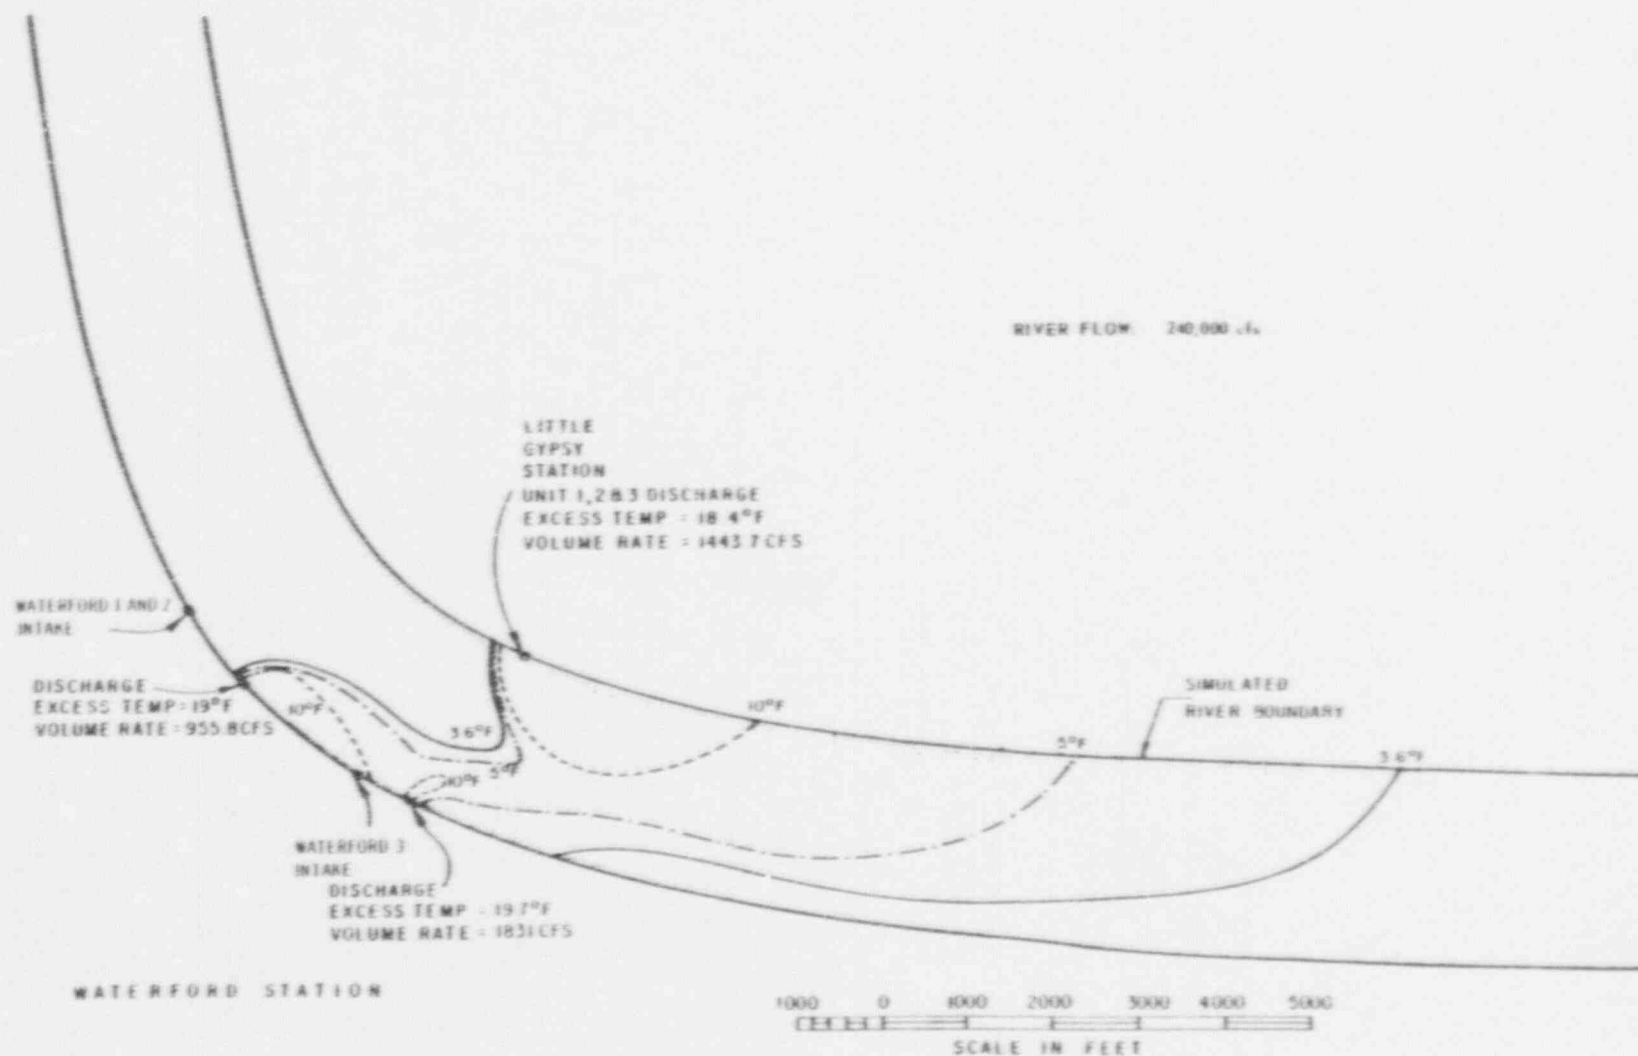 RIVER FLOW 240,000 cfs
LITTLE
GYPSY
STATION
UNIT 1,2&3 DISCHARGE
EXCESS TEMP = 18.4°F
VOLUME RATE = 1443.7 CFS
WATERFORD 1 AND 2
INTAKE
DISCHARGE
EXCESS TEMP = 19°F
VOLUME RATE = 955.8CFS
10°F
3.6°F
5°F
10°F
10°F
5°F
3.6°F
SIMULATED
RIVER BOUNDARY
WATERFORD 3
INTAKE
DISCHARGE
EXCESS TEMP = 19.7°F
VOLUME RATE = 1831 CFS
WATERFORD STATION
1000 0 1000 2000 3000 4000 5000
SCALE IN FEET